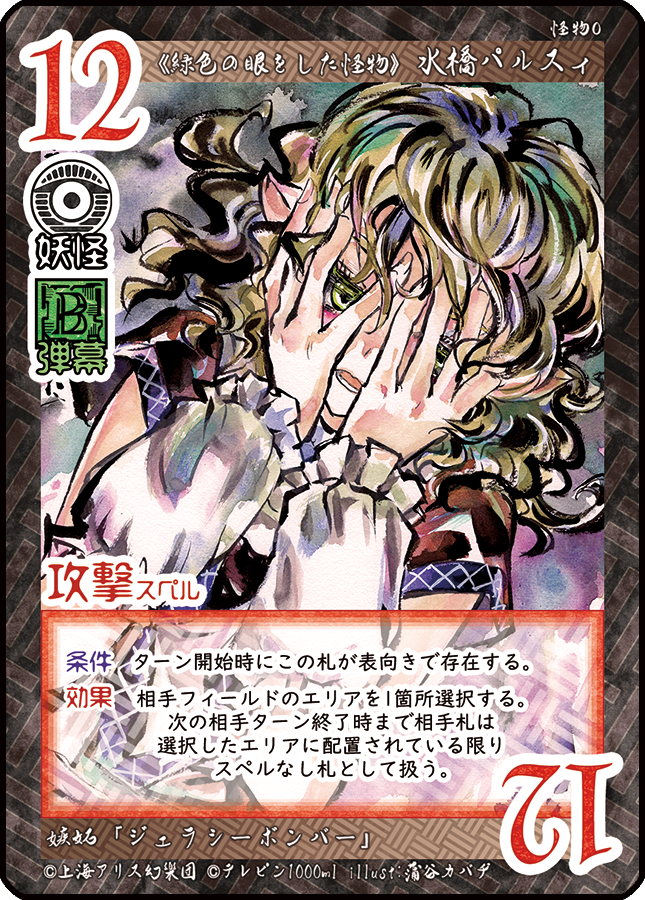 怪物0
12
《緑色の眼をした怪物》 水橋パルスィ
妖怪
B
弾幕
攻撃スペル
条件 ターン開始時にこの札が表向きで存在する。
効果 相手フィールドのエリアを1箇所選択する。
次の相手ターン終了時まで相手札は
選択したエリアに配置されている限り
スペルなし札として扱う。
12
嫉妬「ジェラシーボンバー」
©上海アリス幻樂団 ©テレピン1000ml illust:蒲谷カバヂ